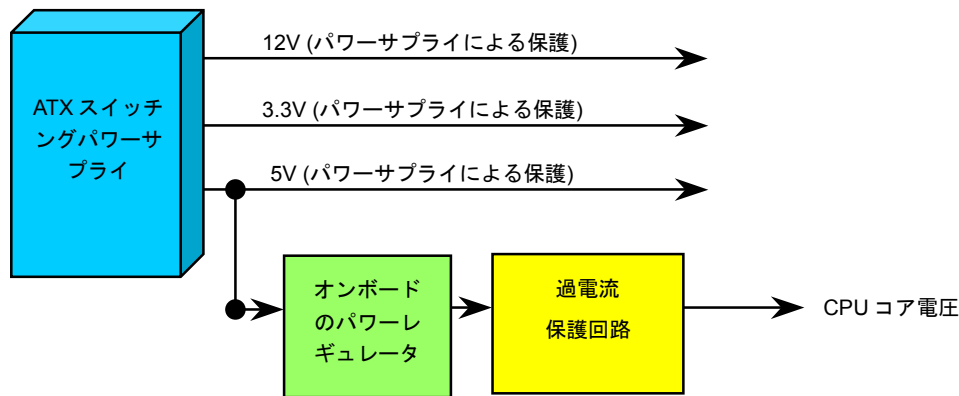 12V (パワーサプライによる保護)
ATX スイッチ
ングパワーサ
プライ
3.3V (パワーサプライによる保護)
5V (パワーサプライによる保護)
オンボード
のパワーレ
ギュレータ
過電流
保護回路
CPU コア電圧